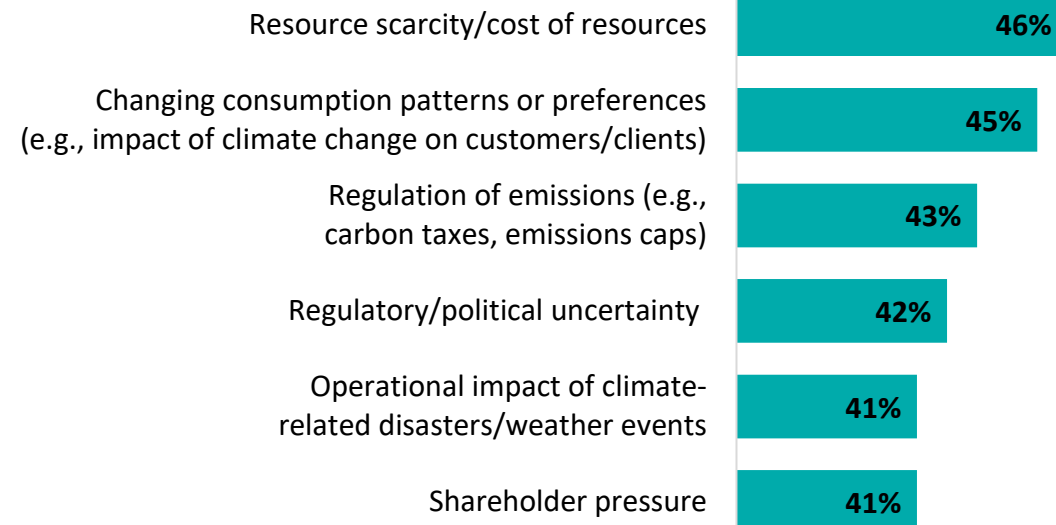 Resource scarcity/cost of resources
46%
Changing consumption patterns or preferences
(e.g., impact of climate change on customers/clients)
45%
Regulation of emissions (e.g.,
carbon taxes, emissions caps)
43%
Regulatory/political uncertainty
42%
Operational impact of climate-
related disasters/weather events
41%
Shareholder pressure
41%